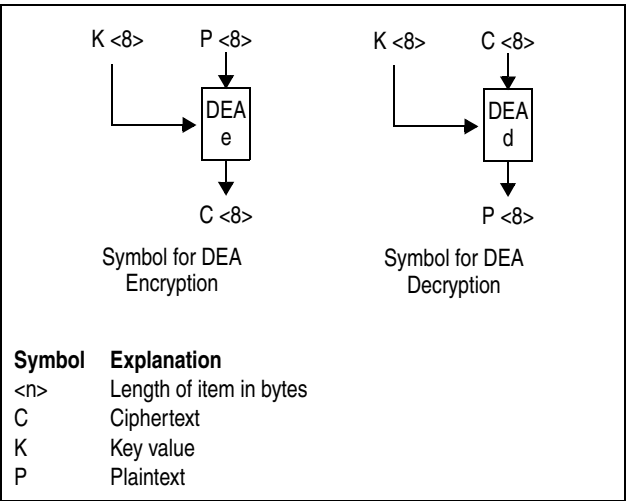 K <8> P <8> K <8> C <8>
DEA DEA
e d
C <8> P <8>
Symbol for DEA Symbol for DEA
Encryption Decryption
Symbol Explanation
<n> Length of item in bytes
C Ciphertext
K Key value
P Plaintext